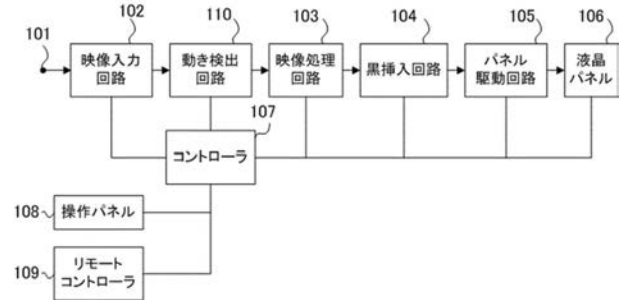 102
110
103
104
105
106
101
映像入力
回路
動き検出
回路
映像処理
回路
黒挿入回路
パネル
駆動回路
液晶
パネル
107
コントローラ
108
操作パネル
109
リモート
コントローラ